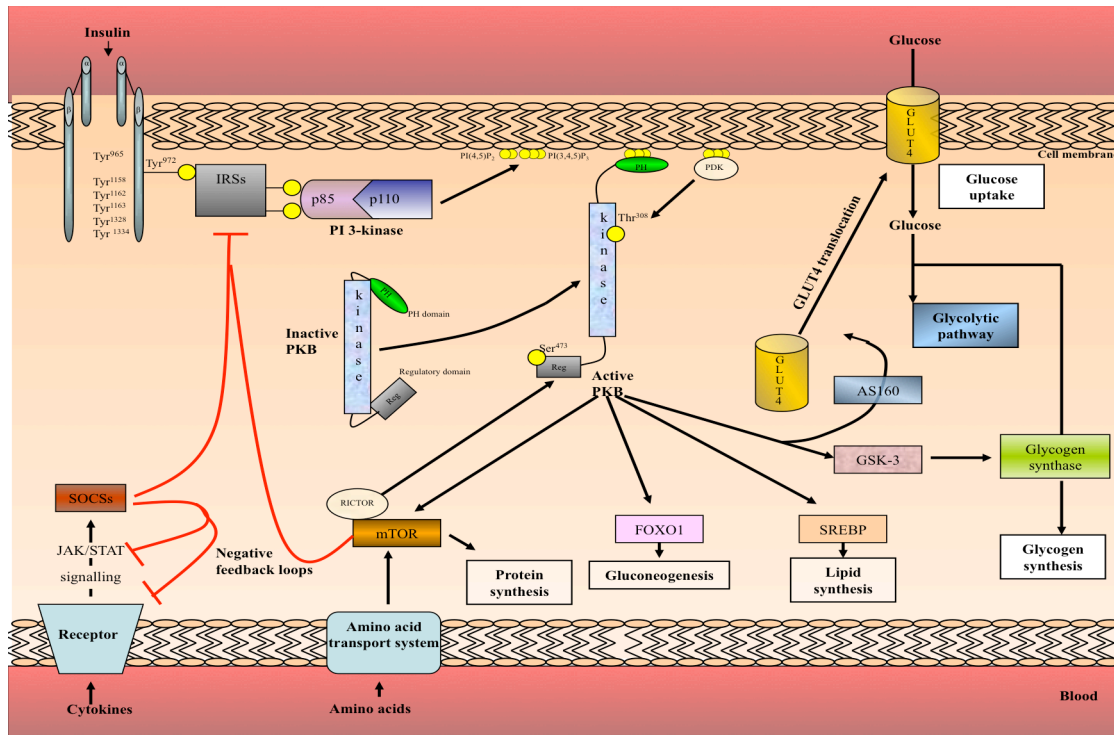 Insulin
Glucose
α
α
β
β
GLUT4
Cell membrane
Tyr965
Tyr972
Tyr1158
Tyr1162
Tyr1163
Tyr1328
Tyr 1334
IRSs
p85
p110
PI 3-kinase
PI(4,5)P2
PI(3,4,5)P3
PH
PDK
Thr308
kinase
Glucose
uptake
Glucose
GLUT4 translocation
Glycolytic
pathway
Inactive
PKB
kinase
PH
PH domain
Regulatory domain
Reg
Ser473
Reg
Active
PKB
GLUT4
AS160
GSK-3
Glycogen
synthase
SOCSs
RICTOR
mTOR
FOXO1
SREBP
JAK/STAT
signalling
Negative
feedback loops
Protein
synthesis
Gluconeogenesis
Lipid
synthesis
Glycogen
synthesis
Receptor
Amino acid
transport system
Cytokines
Amino acids
Blood